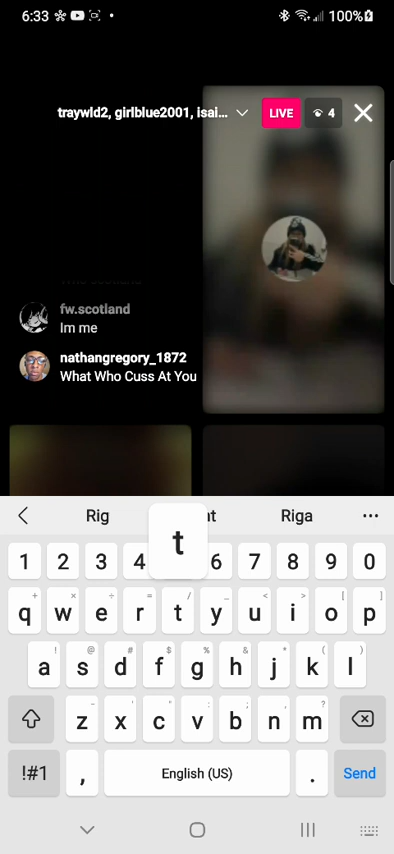 6:33
100%
traywld2, girlblue2001, isai...
LIVE
4
fw.scotland
Im me
nathangregory_1872
What Who Cuss At You
Rig
nt
Riga
...
t
1 2 3 4 6 7 8 9 0
+ × ÷ = / _ < > [ ]
q w e r t y u i o p
! @ # $ % & * ( )
a s d f g h j k l
- ' " : ; , ?
z x c v b n m
!#1 , English (US) . Send